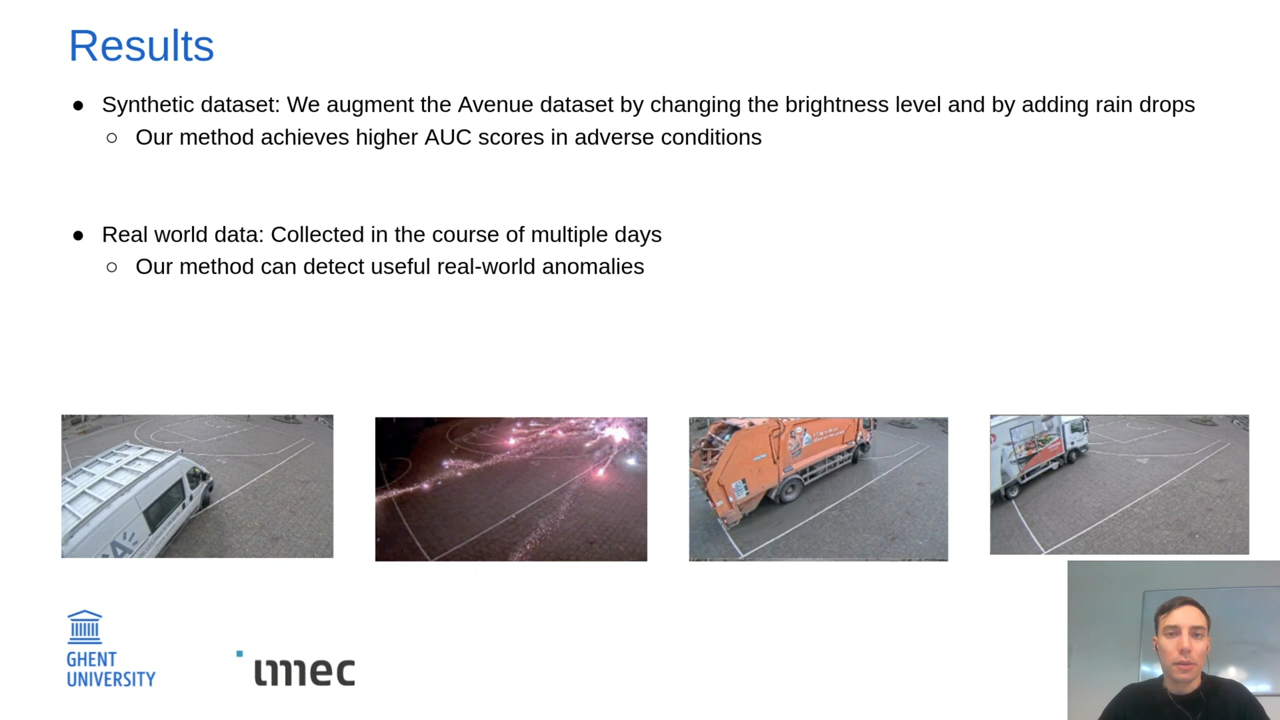 Results
● Synthetic dataset: We augment the Avenue dataset by changing the brightness level and by adding rain drops
○ Our method achieves higher AUC scores in adverse conditions
● Real world data: Collected in the course of multiple days
○ Our method can detect useful real-world anomalies
GHENT
UNIVERSITY
imec